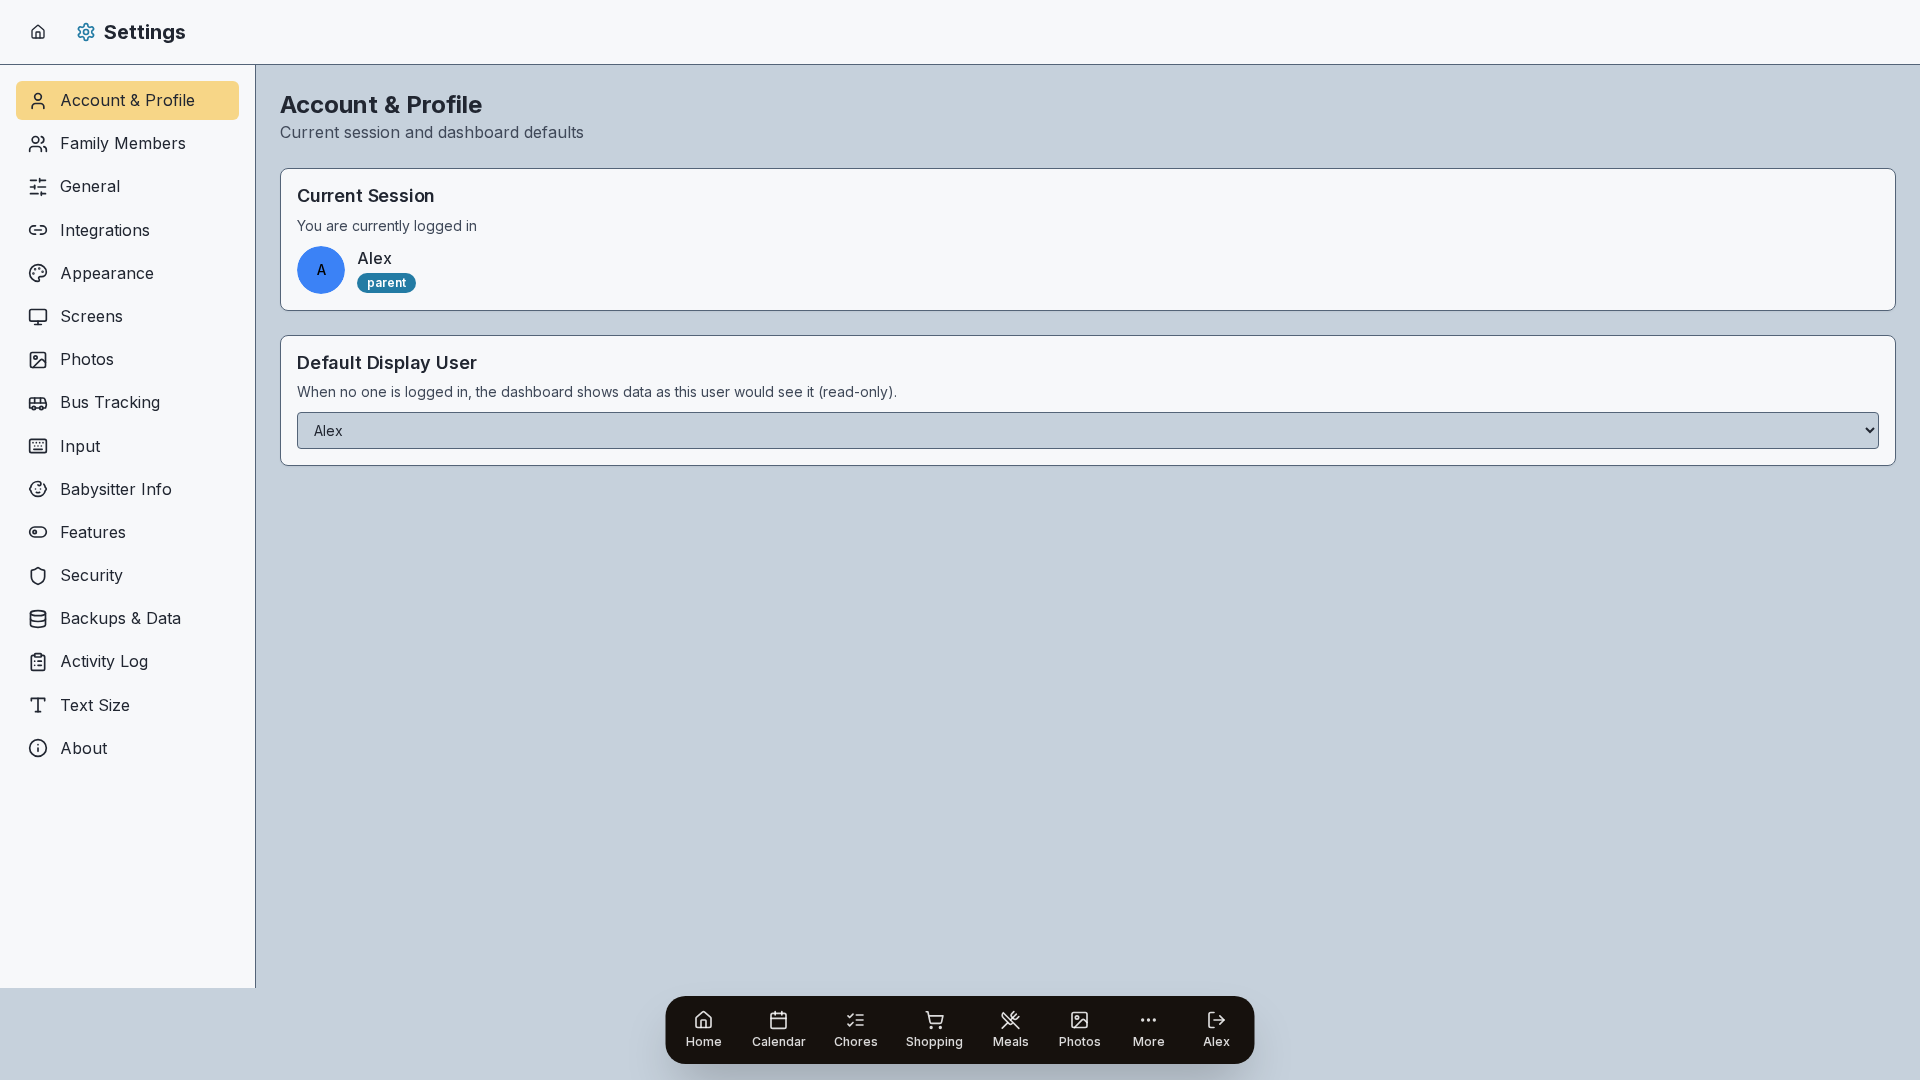 Settings
Account & Profile
Family Members
General
Integrations
Appearance
Screens
Photos
Bus Tracking
Input
Babysitter Info
Features
Security
Backups & Data
Activity Log
Text Size
About
Account & Profile
Current session and dashboard defaults
Current Session
You are currently logged in
A
Alex
parent
Default Display User
When no one is logged in, the dashboard shows data as this user would see it (read-only).
Alex
Home Calendar Chores Shopping Meals Photos More Alex